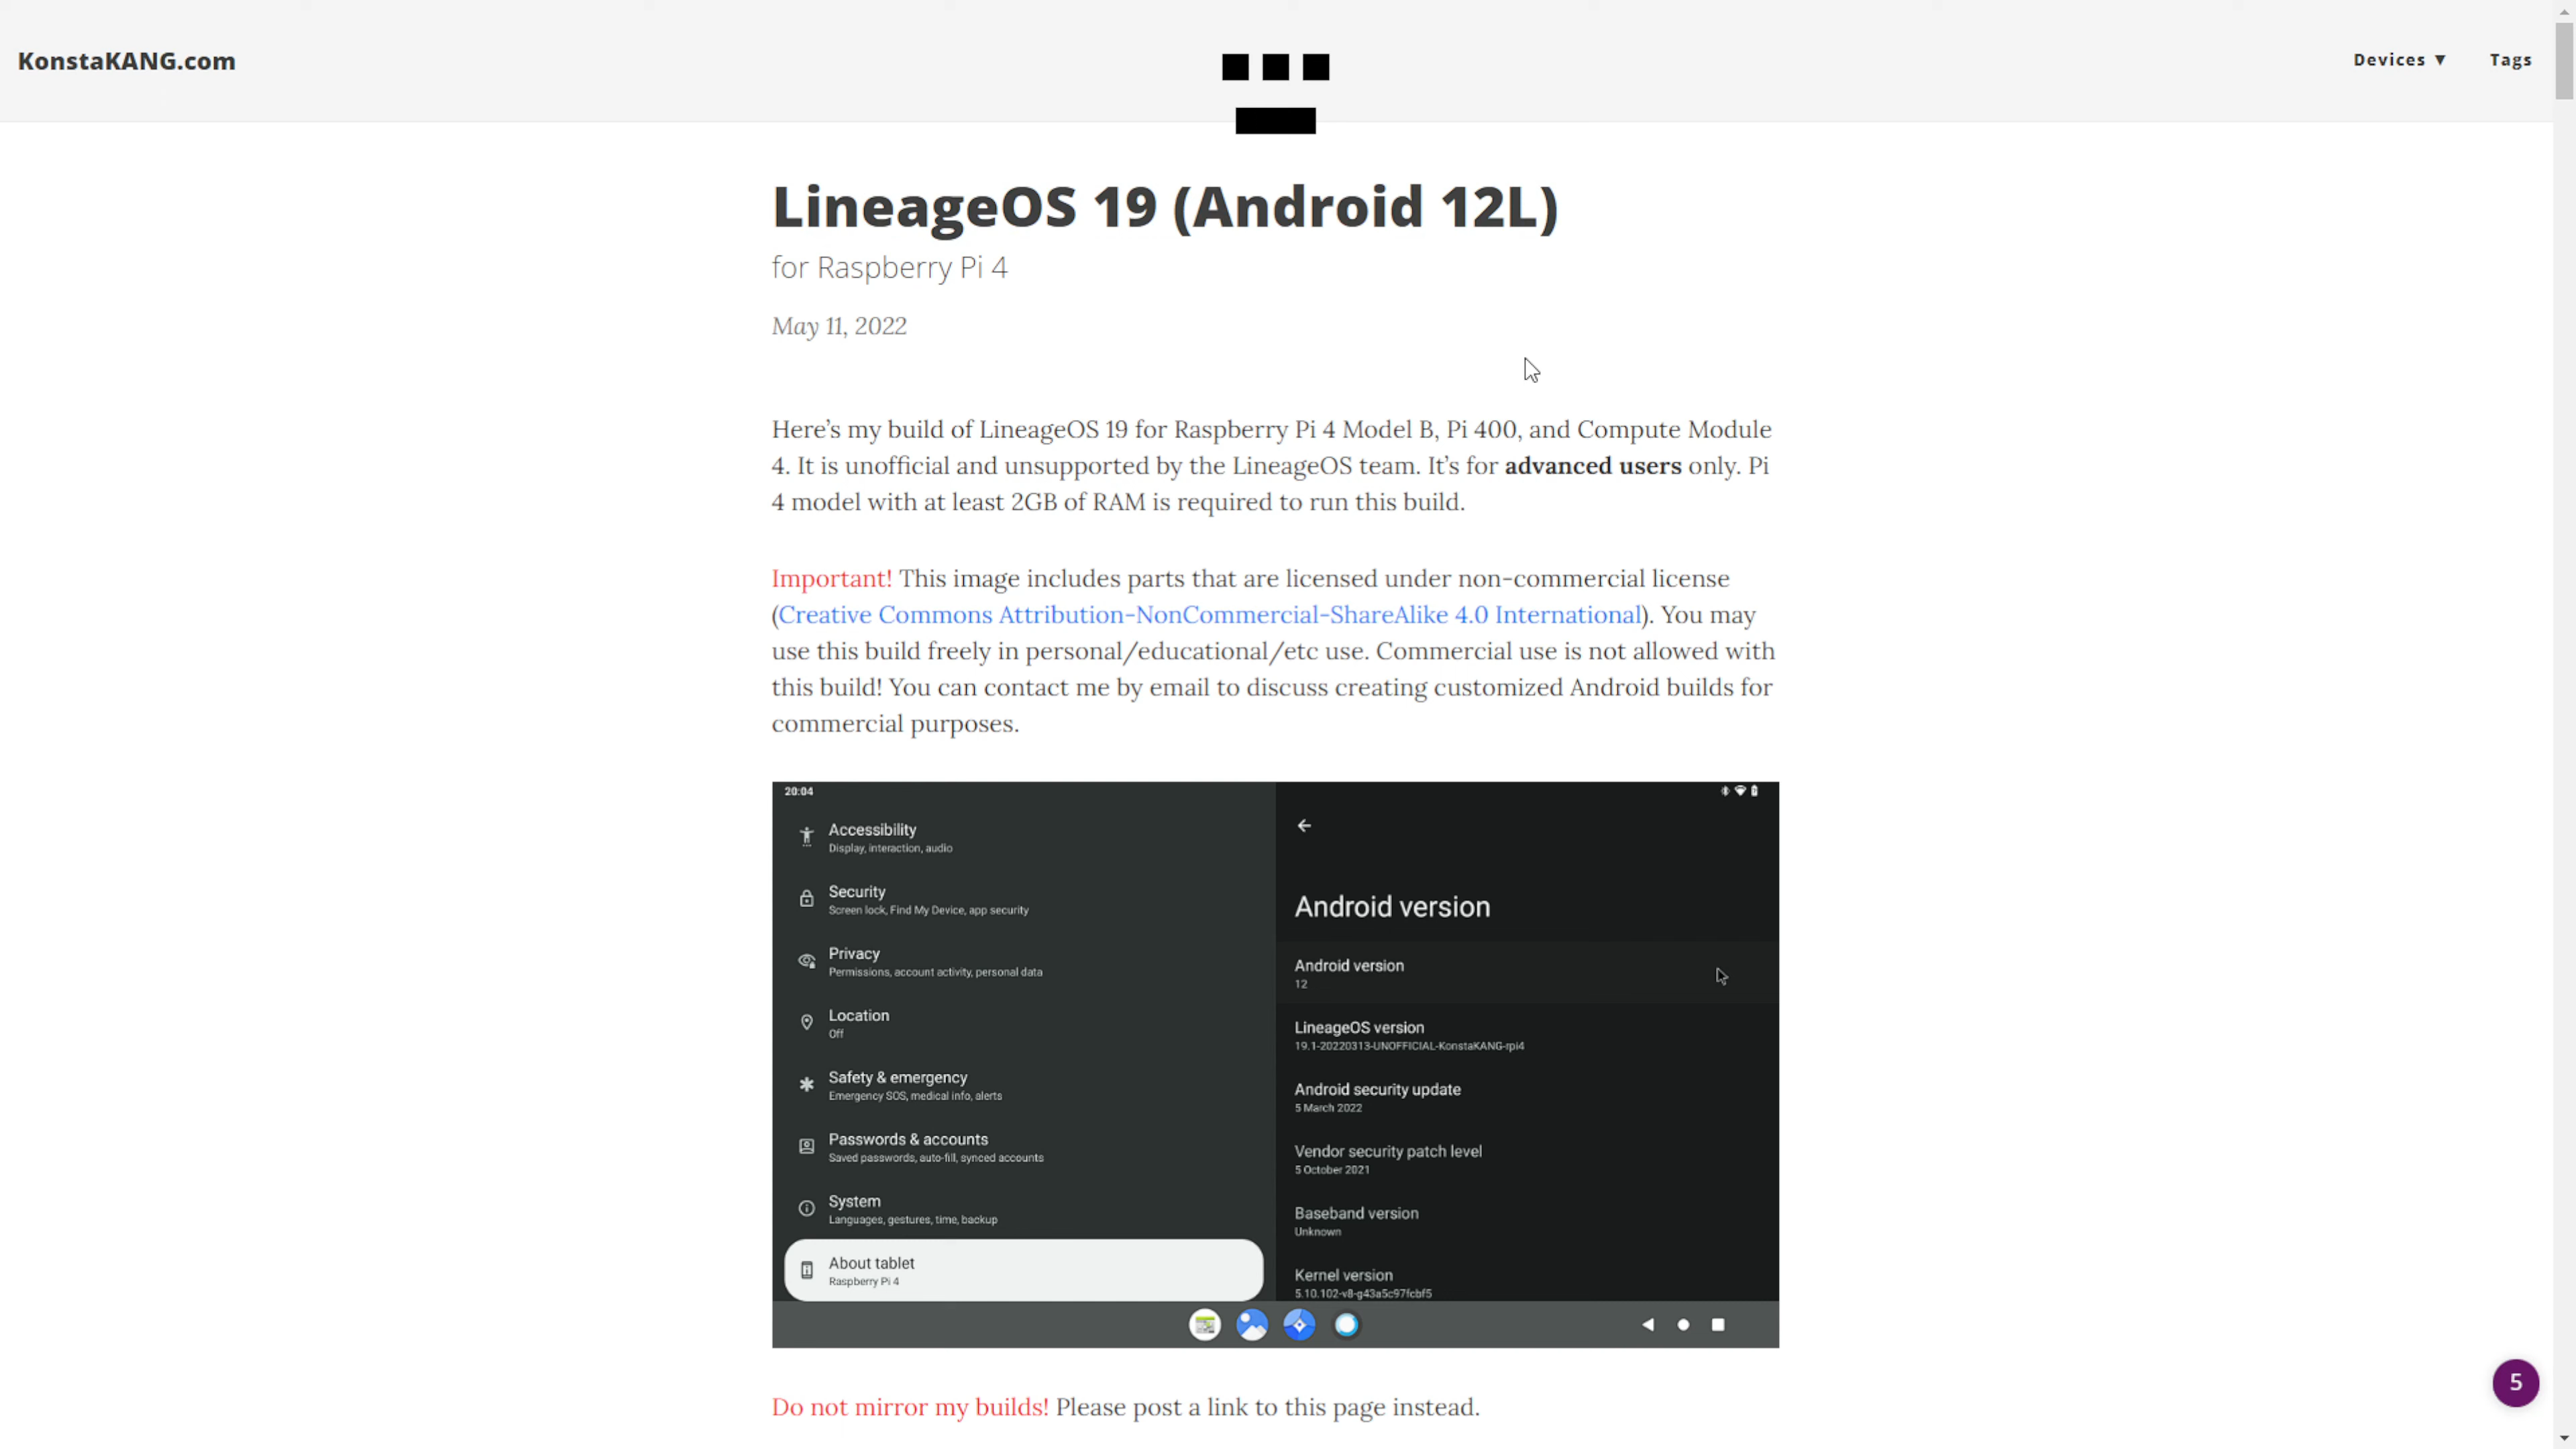 KonstaKANG.com
Devices ▼ Tags
LineageOS 19 (Android 12L)
for Raspberry Pi 4
May 11, 2022
Here’s my build of LineageOS 19 for Raspberry Pi 4 Model B, Pi 400, and Compute Module
4. It is unofficial and unsupported by the LineageOS team. It’s for advanced users only. Pi
4 model with at least 2GB of RAM is required to run this build.
Important! This image includes parts that are licensed under non-commercial license
(Creative Commons Attribution-NonCommercial-ShareAlike 4.0 International). You may
use this build freely in personal/educational/etc use. Commercial use is not allowed with
this build! You can contact me by email to discuss creating customized Android builds for
commercial purposes.
20:04
Accessibility
Display, interaction, audio
Security
Screen lock, Find My Device, app security
Privacy
Permissions, account activity, personal data
Location
Off
Safety & emergency
Emergency SOS, medical info, alerts
Passwords & accounts
Saved passwords, auto-fill, synced accounts
System
Languages, gestures, time, backup
About tablet
Raspberry Pi 4
Android version
Android version
12
LineageOS version
19.1-20220313-UNOFFICIAL-KonstaKANG-rpi4
Android security update
5 March 2022
Vendor security patch level
5 October 2021
Baseband version
Unknown
Kernel version
5.10.102-v8-g43a5c97fcbf5
Do not mirror my builds! Please post a link to this page instead.
5